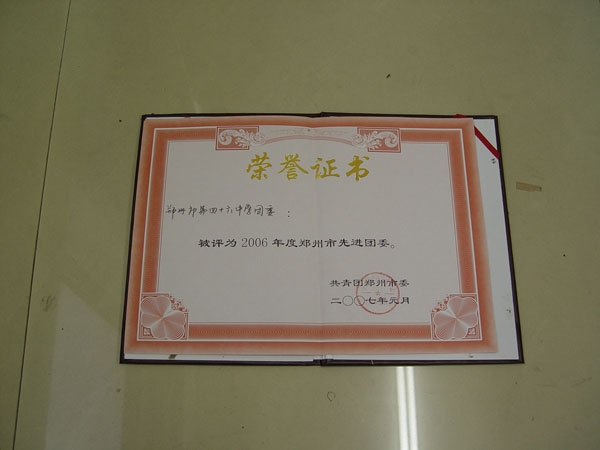 荣誉证书
郑州市第四十六中学团委：
被评为2006年度郑州市先进团委。
共青团郑州市委
二〇〇七年元月